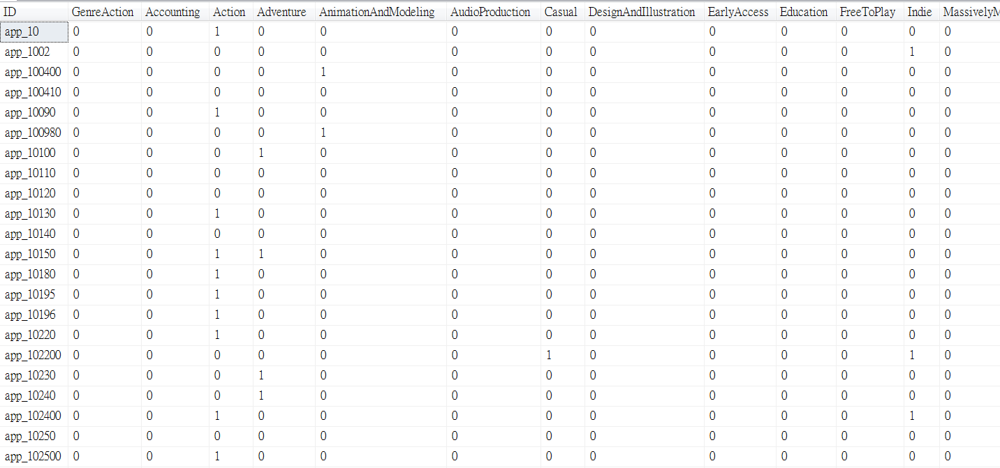 ID GenreAction Accounting Action Adventure AnimationAndModeling AudioProduction Casual DesignAndIllustration EarlyAccess Education FreeToPlay Indie MassivelyM
app_10 0 0 1 0 0 0 0 0 0 0 0 0 0
app_1002 0 0 0 0 0 0 0 0 0 0 0 1 0
app_100400 0 0 0 0 1 0 0 0 0 0 0 0 0
app_100410 0 0 0 0 0 0 0 0 0 0 0 0 0
app_10090 0 0 1 0 0 0 0 0 0 0 0 0 0
app_100980 0 0 0 0 1 0 0 0 0 0 0 0 0
app_10100 0 0 0 1 0 0 0 0 0 0 0 0 0
app_10110 0 0 0 0 0 0 0 0 0 0 0 0 0
app_10120 0 0 0 0 0 0 0 0 0 0 0 0 0
app_10130 0 0 1 0 0 0 0 0 0 0 0 0 0
app_10140 0 0 0 0 0 0 0 0 0 0 0 0 0
app_10150 0 0 1 1 0 0 0 0 0 0 0 0 0
app_10180 0 0 1 0 0 0 0 0 0 0 0 0 0
app_10195 0 0 1 0 0 0 0 0 0 0 0 0 0
app_10196 0 0 1 0 0 0 0 0 0 0 0 0 0
app_10220 0 0 1 0 0 0 0 0 0 0 0 0 0
app_102200 0 0 0 0 0 0 1 0 0 0 0 1 0
app_10230 0 0 0 1 0 0 0 0 0 0 0 0 0
app_10240 0 0 0 1 0 0 0 0 0 0 0 0 0
app_102400 0 0 1 0 0 0 0 0 0 0 0 1 0
app_10250 0 0 0 0 0 0 0 0 0 0 0 0 0
app_102500 0 0 1 0 0 0 0 0 0 0 0 0 0